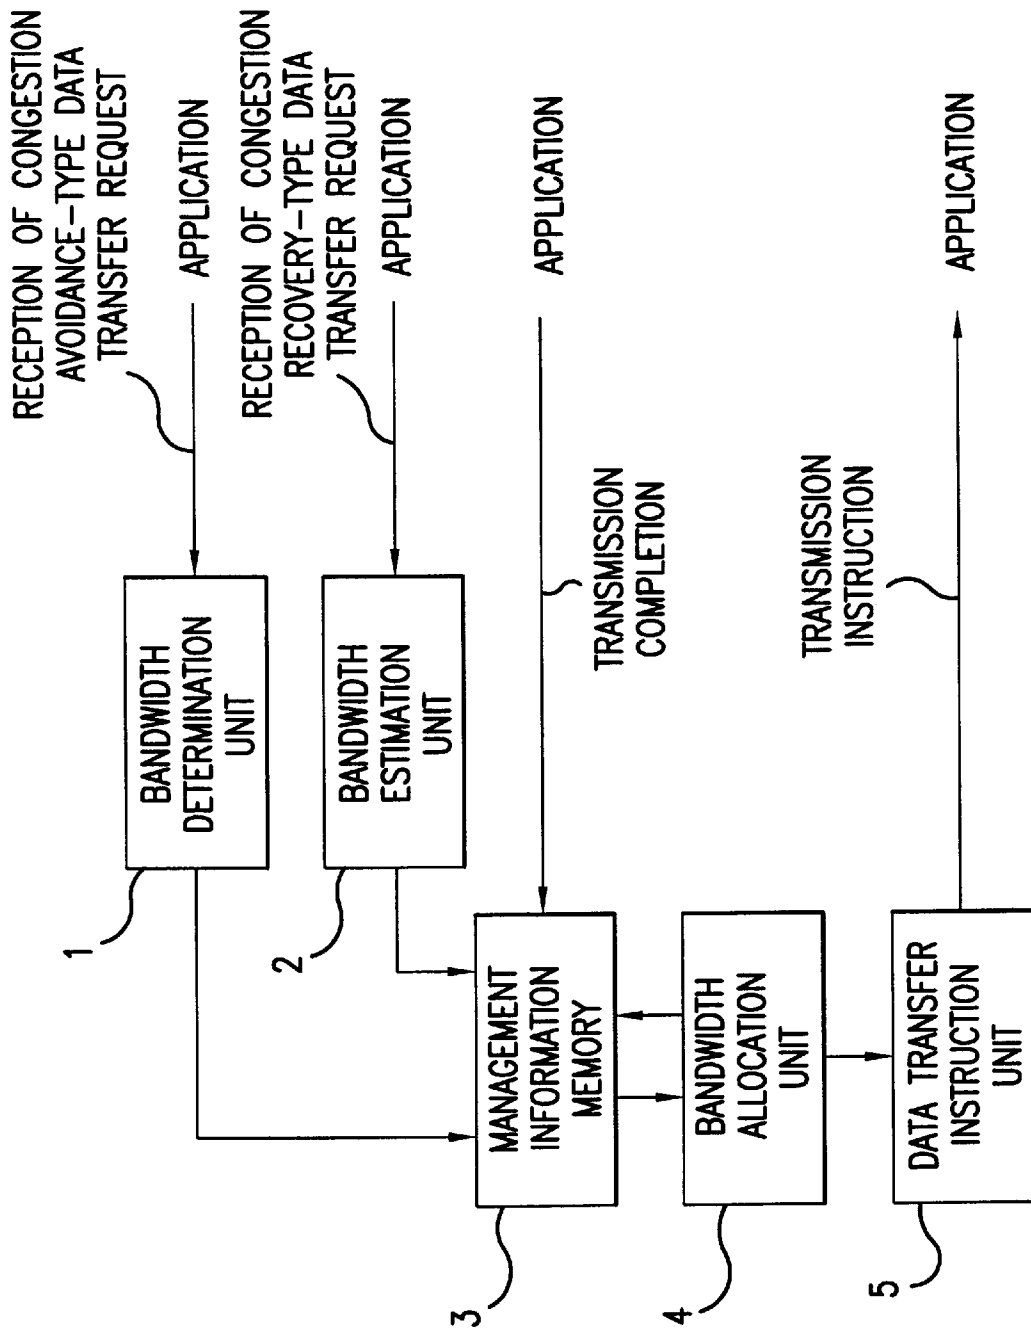 RECEPTION OF CONGESTION
AVOIDANCE-TYPE DATA
TRANSFER REQUEST
APPLICATION
1
BANDWIDTH
DETERMINATION
UNIT
RECEPTION OF CONGESTION
RECOVERY-TYPE DATA
TRANSFER REQUEST
APPLICATION
2
BANDWIDTH
ESTIMATION
UNIT
APPLICATION
TRANSMISSION
COMPLETION
3
MANAGEMENT
INFORMATION
MEMORY
4
BANDWIDTH
ALLOCATION
UNIT
5
DATA TRANSFER
INSTRUCTION
UNIT
TRANSMISSION
INSTRUCTION
APPLICATION